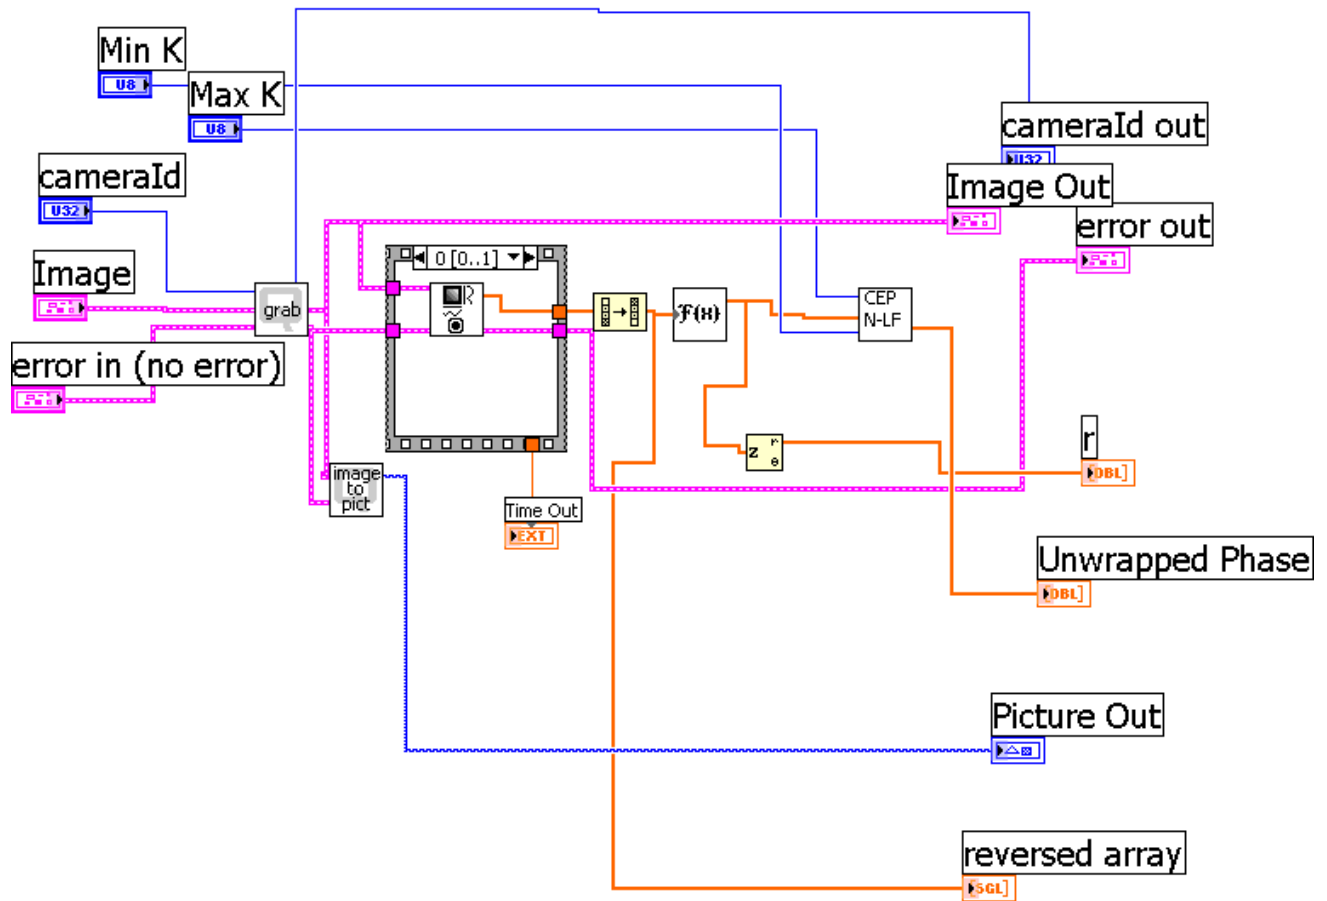 Min K
U8
Max K
U8
cameraId
U32
Image
grab
error in (no error)
0 [0..1]
R
image
to
pict
Time Out
EXT
F(x)
CEP
N-LF
z r
e
cameraId out
U32
Image Out
error out
r
DBL]
Unwrapped Phase
DBL]
Picture Out
reversed array
SGL]